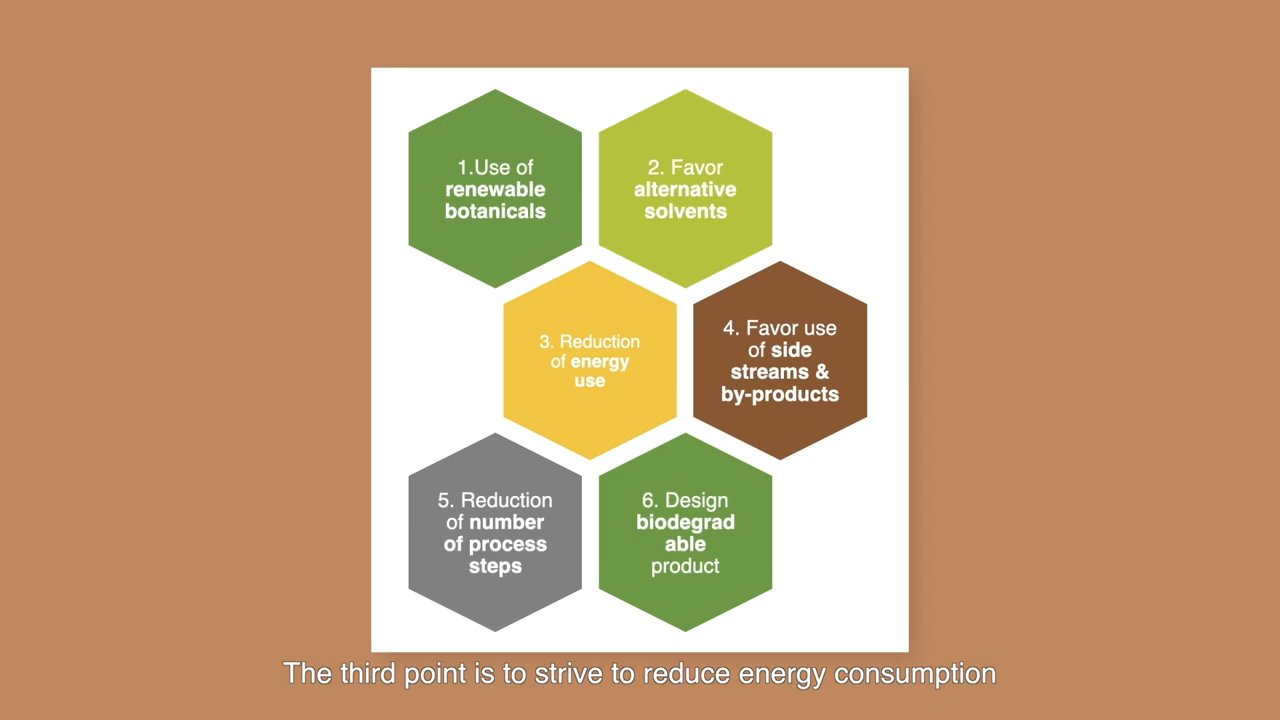 1.Use of
renewable
botanicals
2. Favor
alternative
solvents
3. Reduction
of energy
use
4. Favor use
of side
streams &
by-products
5. Reduction
of number
of process
steps
6. Design
biodegrad
able
product
The third point is to strive to reduce energy consumption